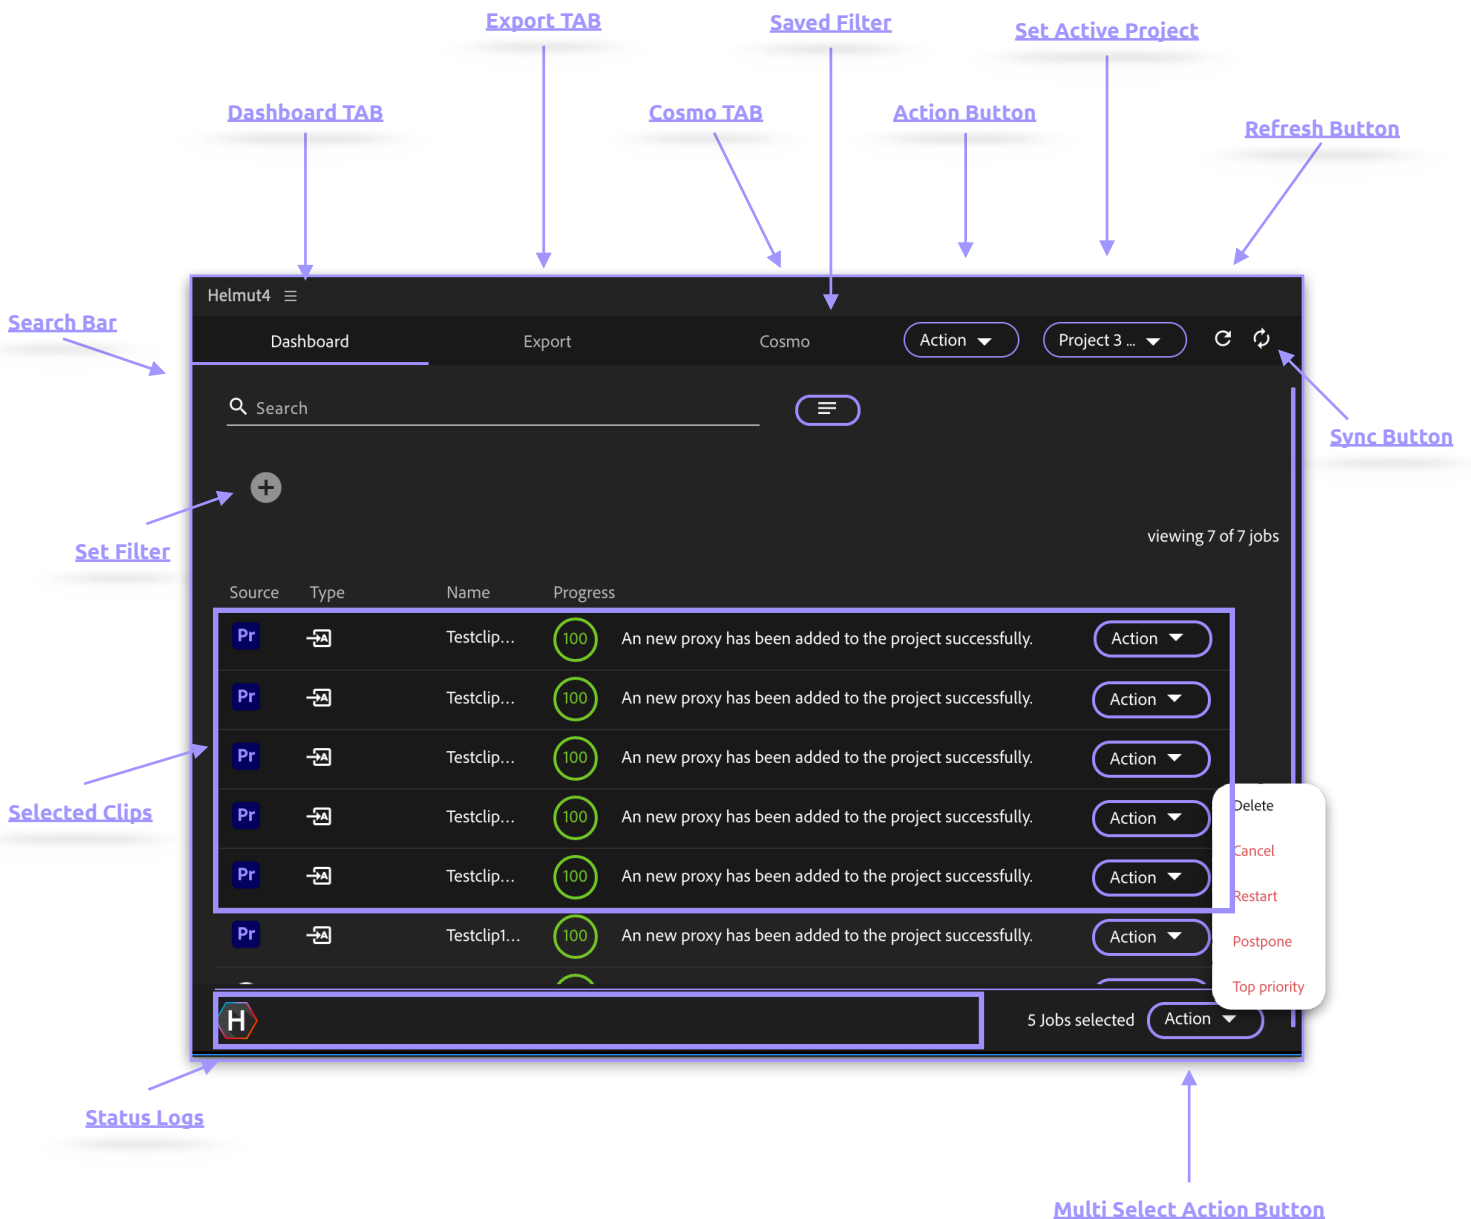 Export TAB
Saved Filter
Set Active Project
Dashboard TAB
Cosmo TAB
Action Button
Refresh Button
Helmut4
Search Bar
Dashboard
Export
Cosmo
Action
Project 3 ...
Search
Sync Button
Set Filter
viewing 7 of 7 jobs
Source Type Name Progress
Pr A Testclip... 100 An new proxy has been added to the project successfully. Action
Pr A Testclip... 100 An new proxy has been added to the project successfully. Action
Pr A Testclip... 100 An new proxy has been added to the project successfully. Action
Selected Clips
Delete
Pr A Testclip... 100 An new proxy has been added to the project successfully. Action
Cancel
Pr A Testclip... 100 An new proxy has been added to the project successfully. Action
Restart
Pr A Testclip1... 100 An new proxy has been added to the project successfully. Action
Postpone
Top priority
H
5 Jobs selected
Action
Status Logs
Multi Select Action Button